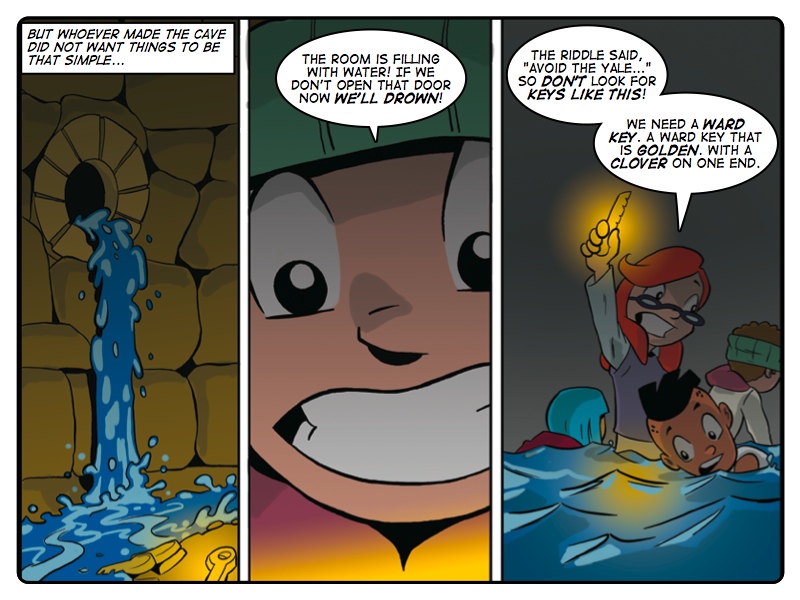 BUT WHOEVER MADE THE CAVE
DID NOT WANT THINGS TO BE
THAT SIMPLE...
THE ROOM IS FILLING
WITH WATER! IF WE
DON'T OPEN THAT DOOR
NOW WE'LL DROWN!
THE RIDDLE SAID,
"AVOID THE YALE..."
SO DON'T LOOK FOR
KEYS LIKE THIS!
WE NEED A WARD
KEY. A WARD KEY THAT
IS GOLDEN. WITH A
CLOVER ON ONE END.